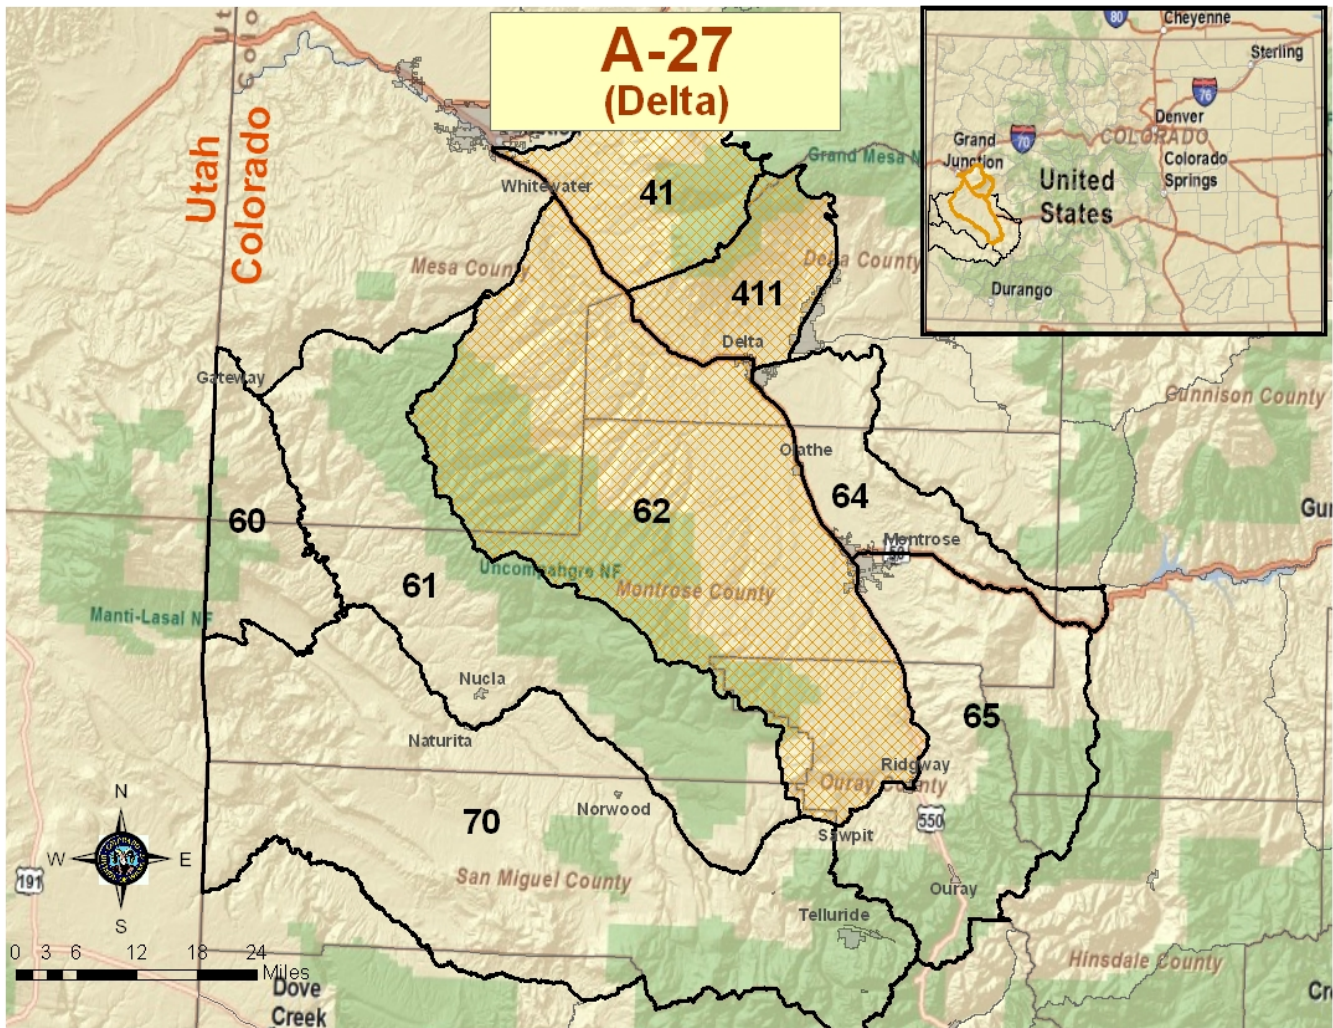 A-27
(Delta)
Utah
Colorado
Whitewater
41
Grand Mesa N
Mesa County
Delta County
411
Delta
Gateway
Gunnison County
Olathe
62
64
60
Montrose
50
Gu
Uncompahgre NF
Montrose County
61
Manti-Lasal NF
Nucla
65
Naturita
Ridgway
Ouray County
Norwood
70
550
Sawpit
San Miguel County
Ouray
Telluride
191
N
W
E
S
0 3 6 12 18 24
Miles
Hinsdale County
Dove
Creek
80
Cheyenne
Sterling
76
Denver
Grand
Junction
70
COLORADO
Colorado
Springs
United
States
Durango